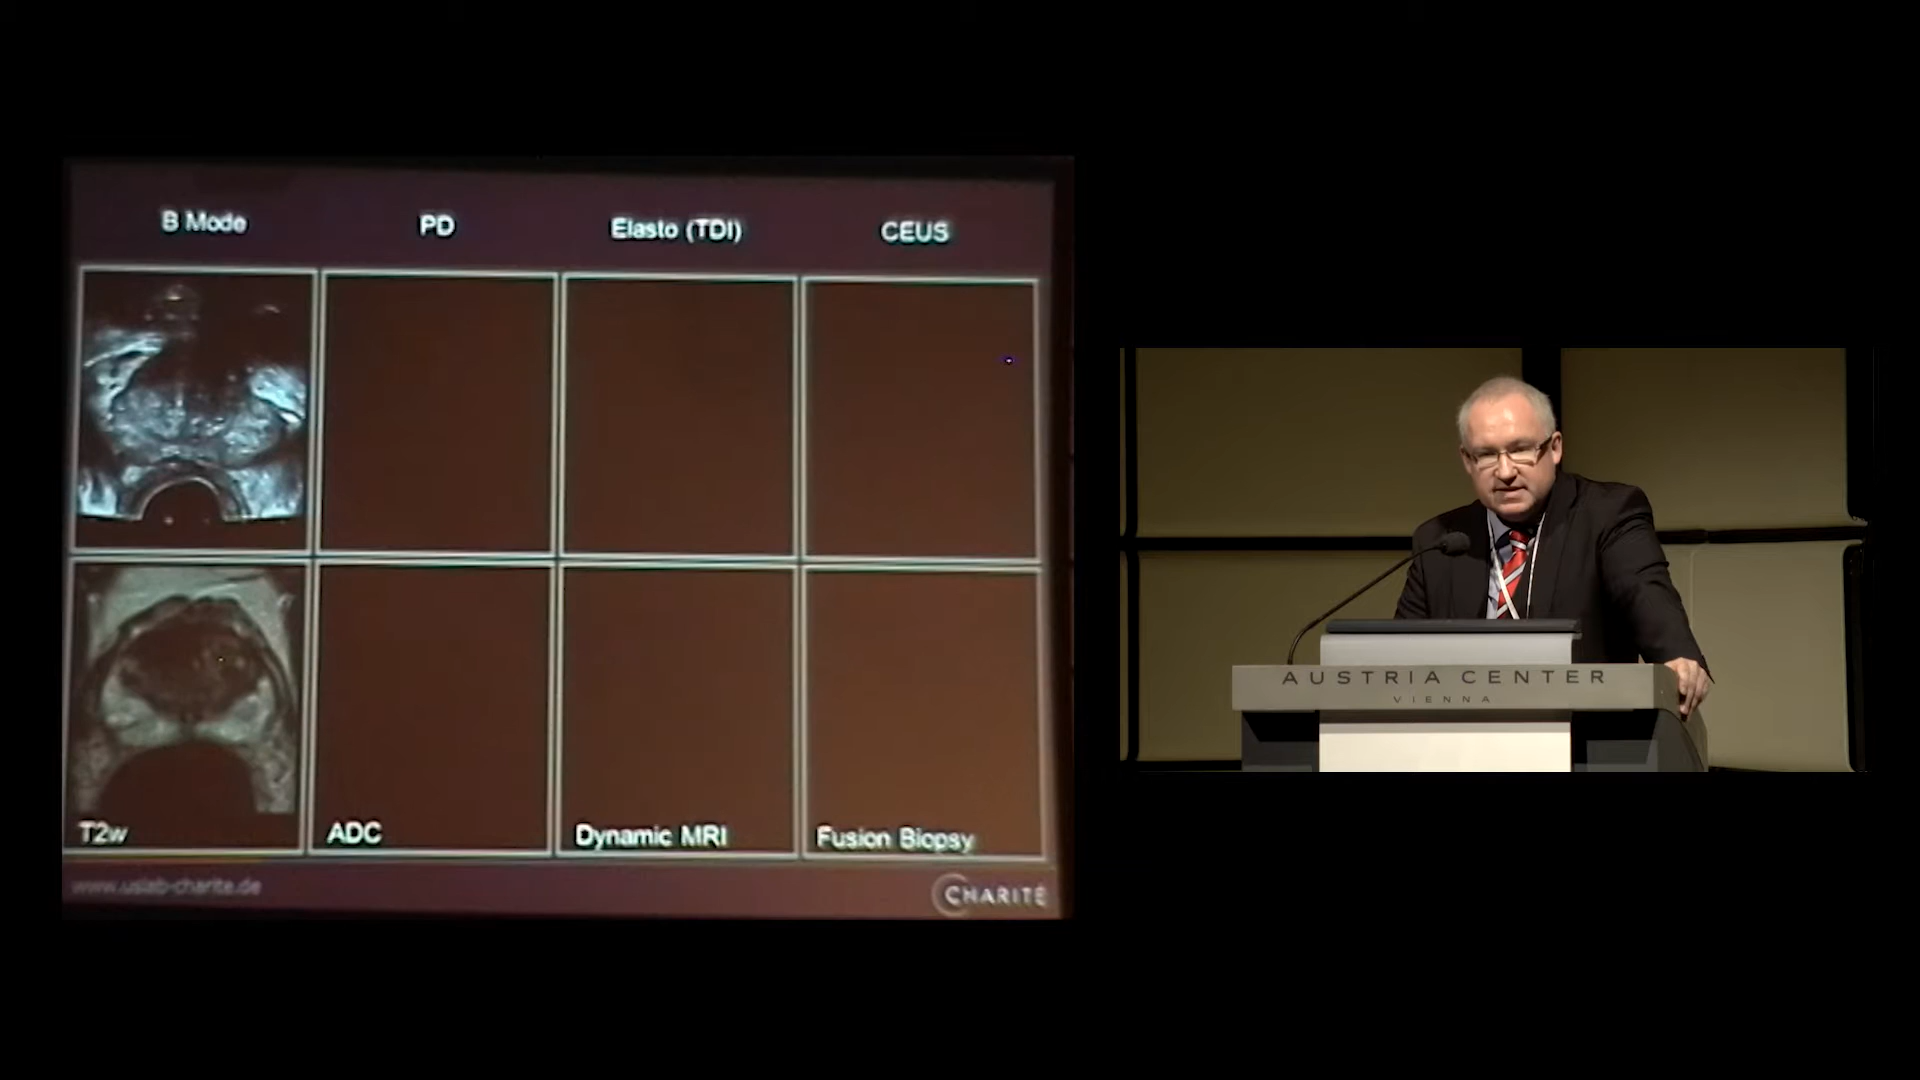 B Mode
PD
Elasto (TDI)
CEUS
T2w
ADC
Dynamic MRI
Fusion Biopsy
www.uslab-charite.de
CHARITÉ
AUSTRIA CENTER
VIENNA